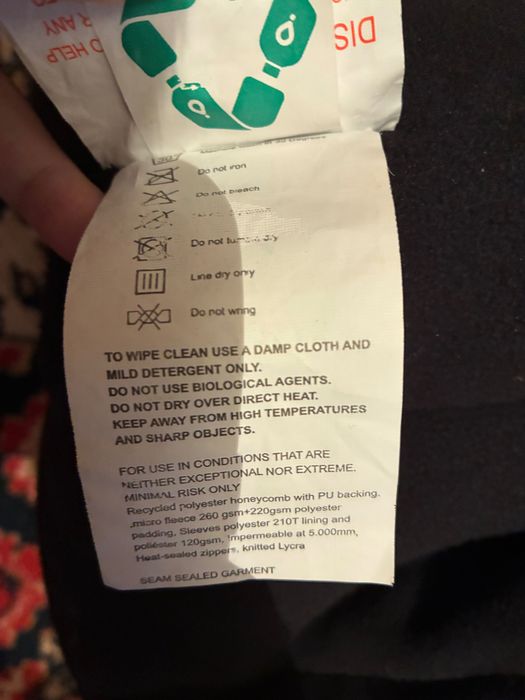 DIS
R ANY
O HELP
30
Do not iron
Do not bleach
Do not tumble dry
Line dry only
Do not wring
TO WIPE CLEAN USE A DAMP CLOTH AND
MILD DETERGENT ONLY.
DO NOT USE BIOLOGICAL AGENTS.
DO NOT DRY OVER DIRECT HEAT.
KEEP AWAY FROM HIGH TEMPERATURES
AND SHARP OBJECTS.
FOR USE IN CONDITIONS THAT ARE
NEITHER EXCEPTIONAL NOR EXTREME.
MINIMAL RISK ONLY
Recycled polyester honeycomb with PU backing.
,micro fleece 260 gsm+220gsm polyester
padding, Sleeves polyester 210T lining and
poliéster 120gsm, Impermeable at 5.000mm,
Heat-sealed zippers, knitted Lycra
SEAM SEALED GARMENT